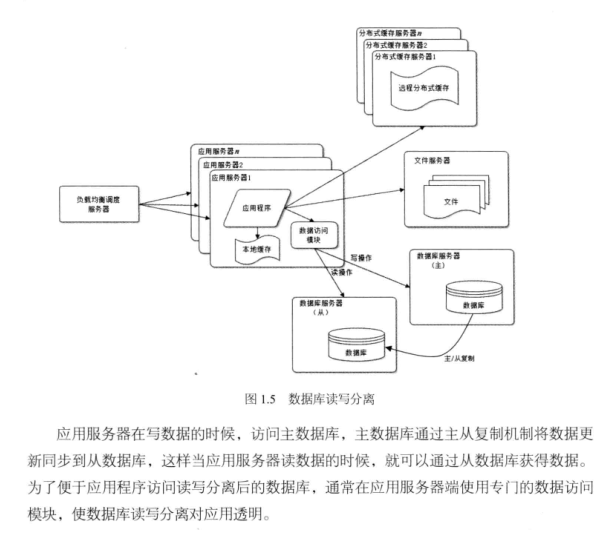 分布式缓存服务器n
分布式缓存服务器2
分布式缓存服务器1
远程分布式缓存
应用服务器n
应用服务器2
应用服务器1
文件服务器
负载均衡调度
服务器
应用程序
文件
数据访问
模块
本地缓存
写操作
读操作
数据库服务器
（主）
数据库
数据库服务器
（从）
数据库
主/从复制
图 1.5 数据库读写分离
应用服务器在写数据的时候，访问主数据库，主数据库通过主从复制机制将数据更
新同步到从数据库，这样当应用服务器读数据的时候，就可以通过从数据库获得数据。
为了便于应用程序访问读写分离后的数据库，通常在应用服务器端使用专门的数据访问
模块，使数据库读写分离对应用透明。